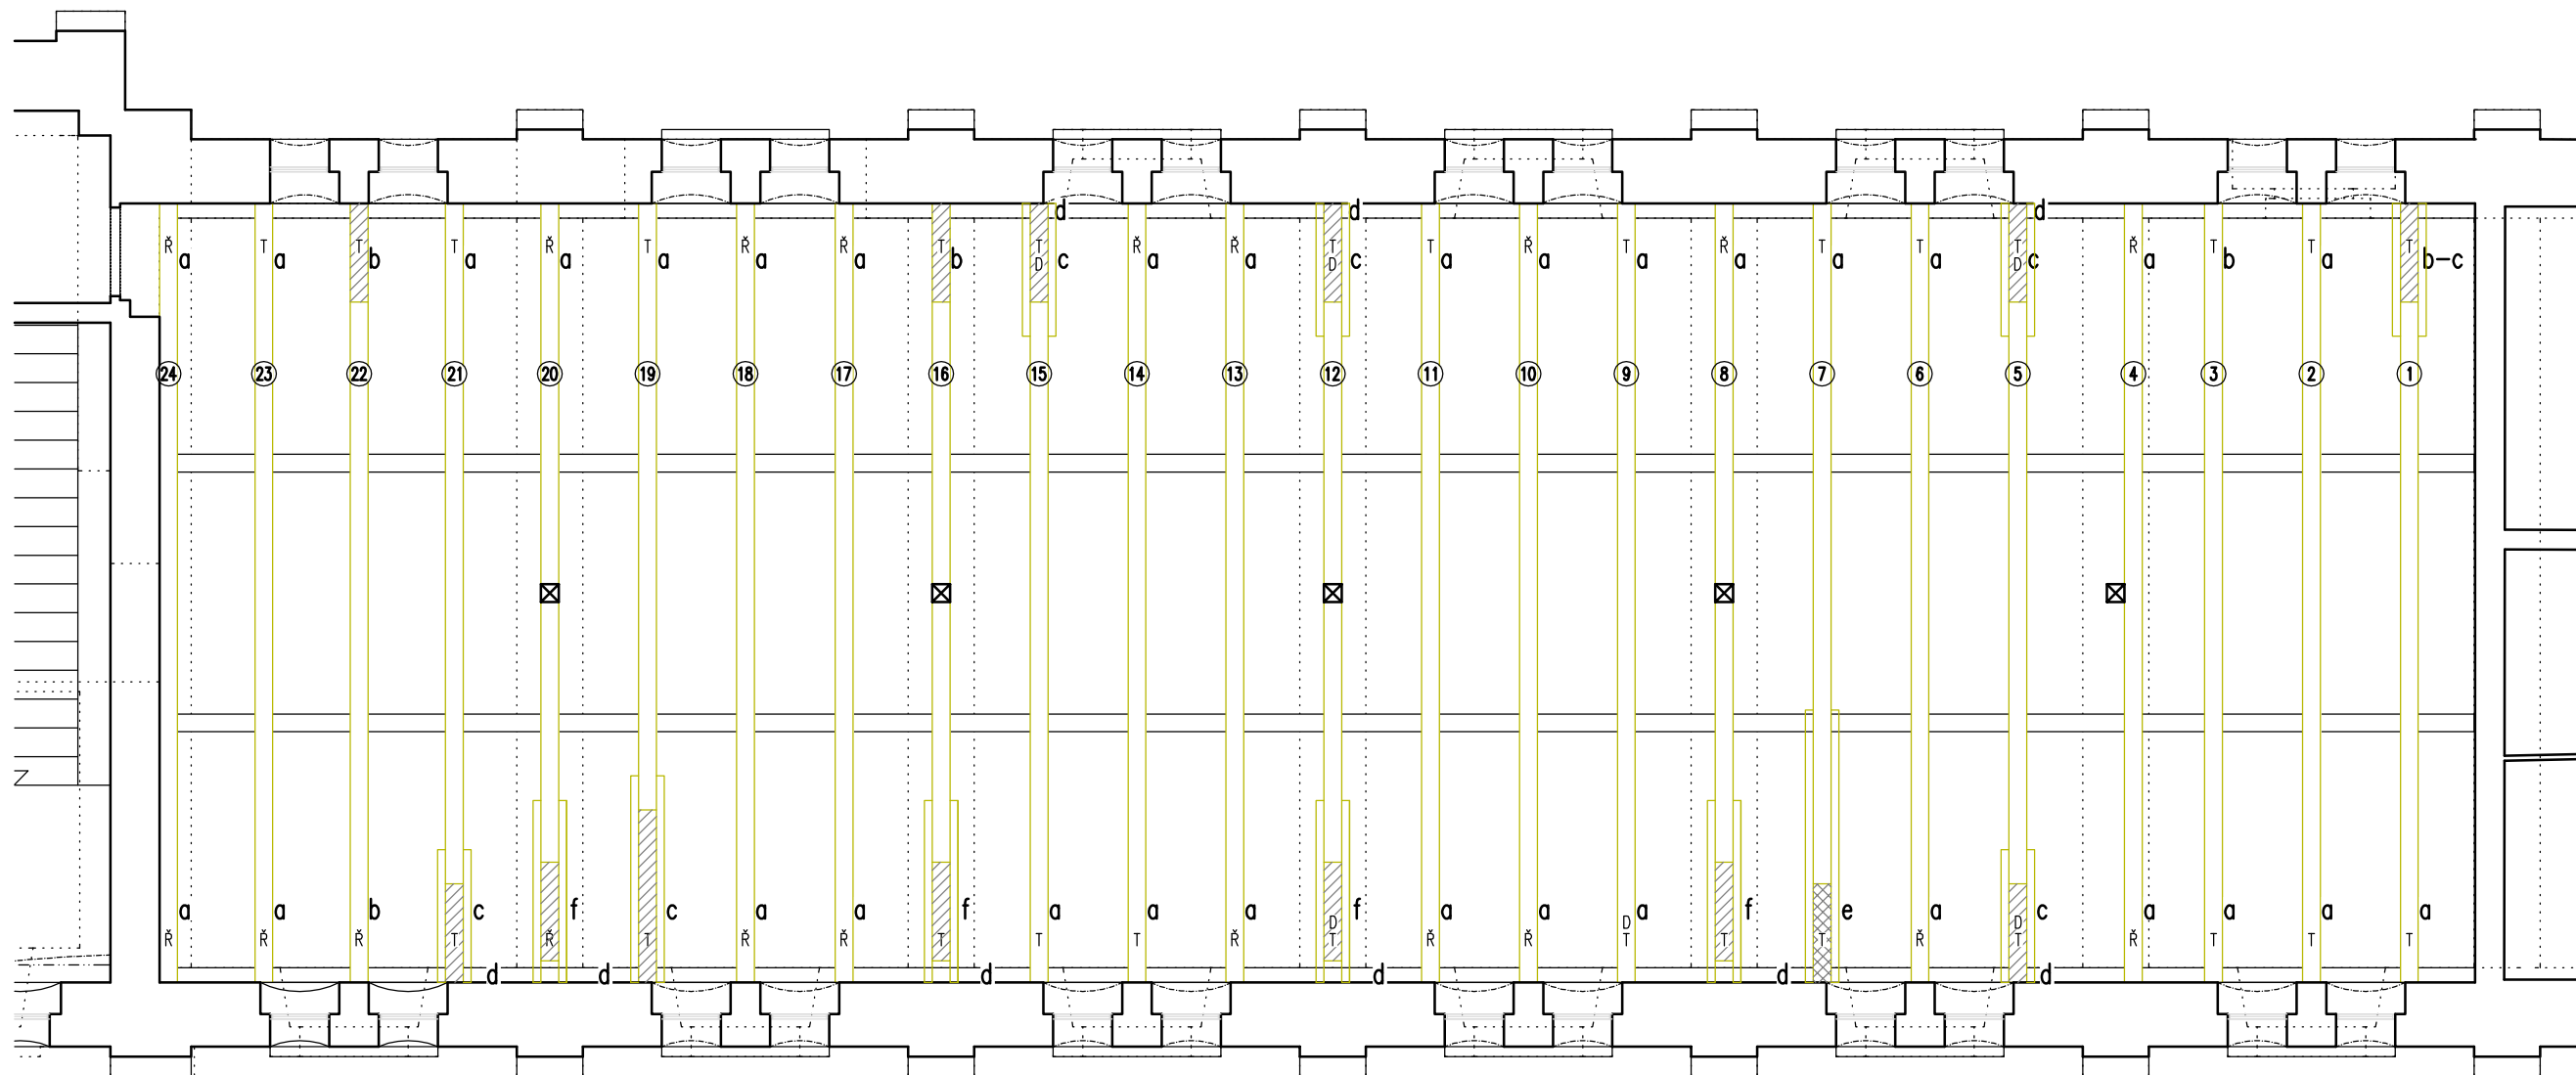 d d d
Ř T T T Ř T Ř Ř T T Ř Ř T T Ř T Ř T T T Ř T T T
a a b a a a a a b D c a a D c a a a a a a D c a b a b-c
24 23 22 21 20 19 18 17 16 15 14 13 12 11 10 9 8 7 6 5 4 3 2 1
a a b c f c a a f a a a D f a a D a f e a D c a a a a
Ř Ř Ř T Ř T Ř Ř T T T Ř T Ř Ř T T T Ř T Ř T T T
d d d d d d